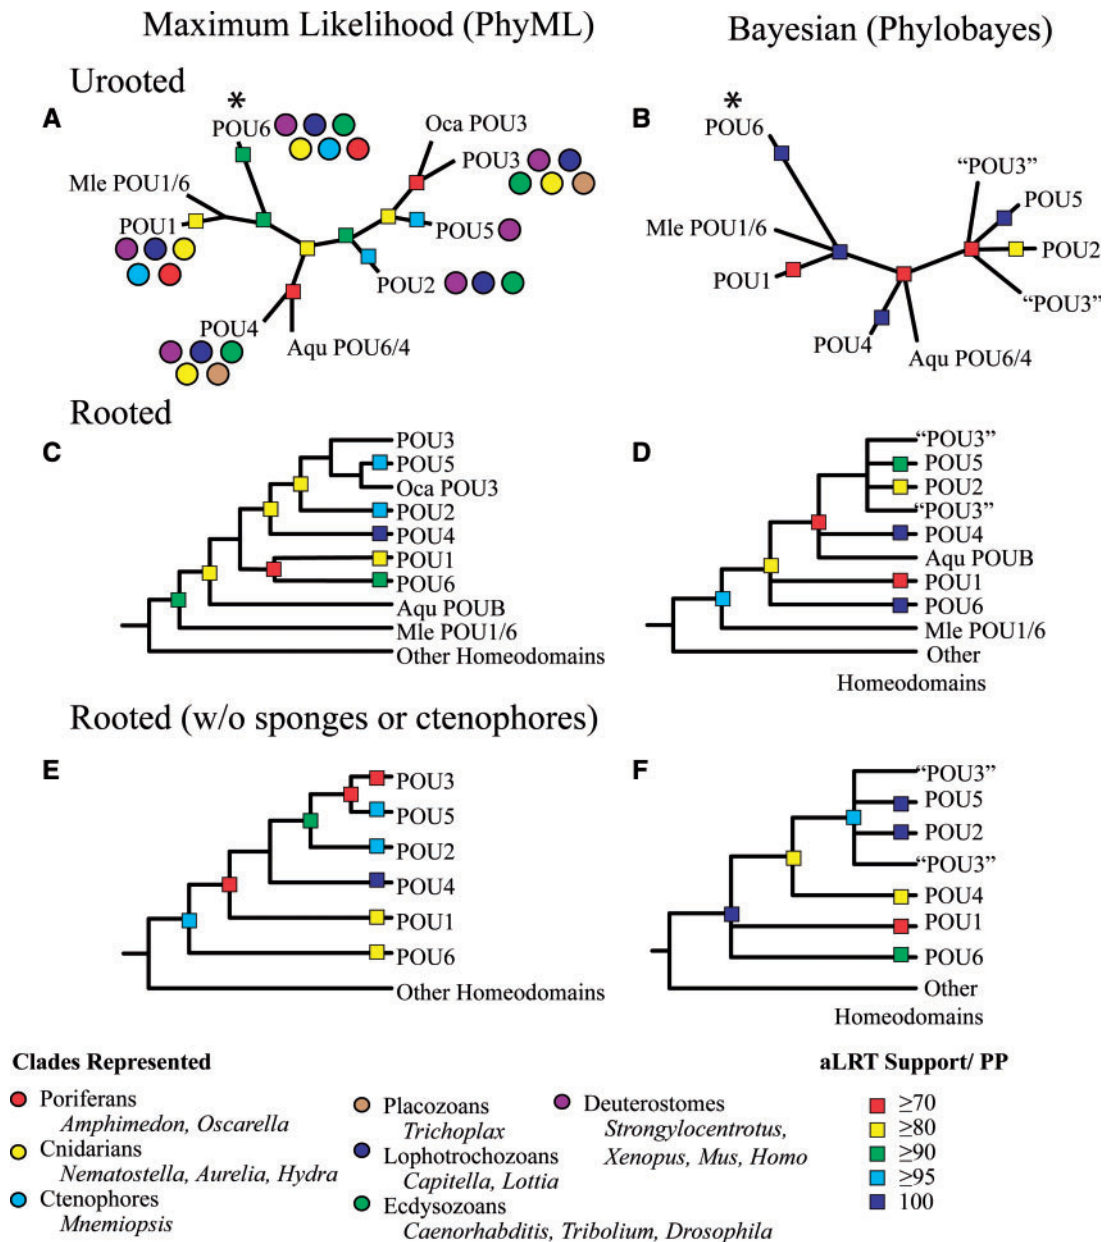 Maximum Likelihood (PhyML)
Bayesian (Phylobayes)
Urooted
A
*
POU6
Oca POU3
POU3
Mle POU1/6
POU1
POU5
POU2
POU4
Aqu POU6/4
B
*
POU6
"POU3"
POU5
Mle POU1/6
POU2
POU1
"POU3"
POU4
Aqu POU6/4
Rooted
C
POU3
POU5
Oca POU3
POU2
POU4
POU1
POU6
Aqu POUB
Mle POU1/6
Other Homeodomains
D
"POU3"
POU5
POU2
"POU3"
POU4
Aqu POUB
POU1
POU6
Mle POU1/6
Other
Homeodomains
Rooted (w/o sponges or ctenophores)
E
POU3
POU5
POU2
POU4
POU1
POU6
Other Homeodomains
F
"POU3"
POU5
POU2
"POU3"
POU4
POU1
POU6
Other
Homeodomains
Clades Represented
Poriferans
Amphimedon, Oscarella
Cnidarians
Nematostella, Aurelia, Hydra
Ctenophores
Mnemiopsis
Placozoans
Trichoplax
Lophotrochozoans
Capitella, Lottia
Ecdysozoans
Caenorhabditis, Tribolium, Drosophila
Deuterostomes
Strongylocentrotus,
Xenopus, Mus, Homo
aLRT Support/ PP
≥70
≥80
≥90
≥95
100